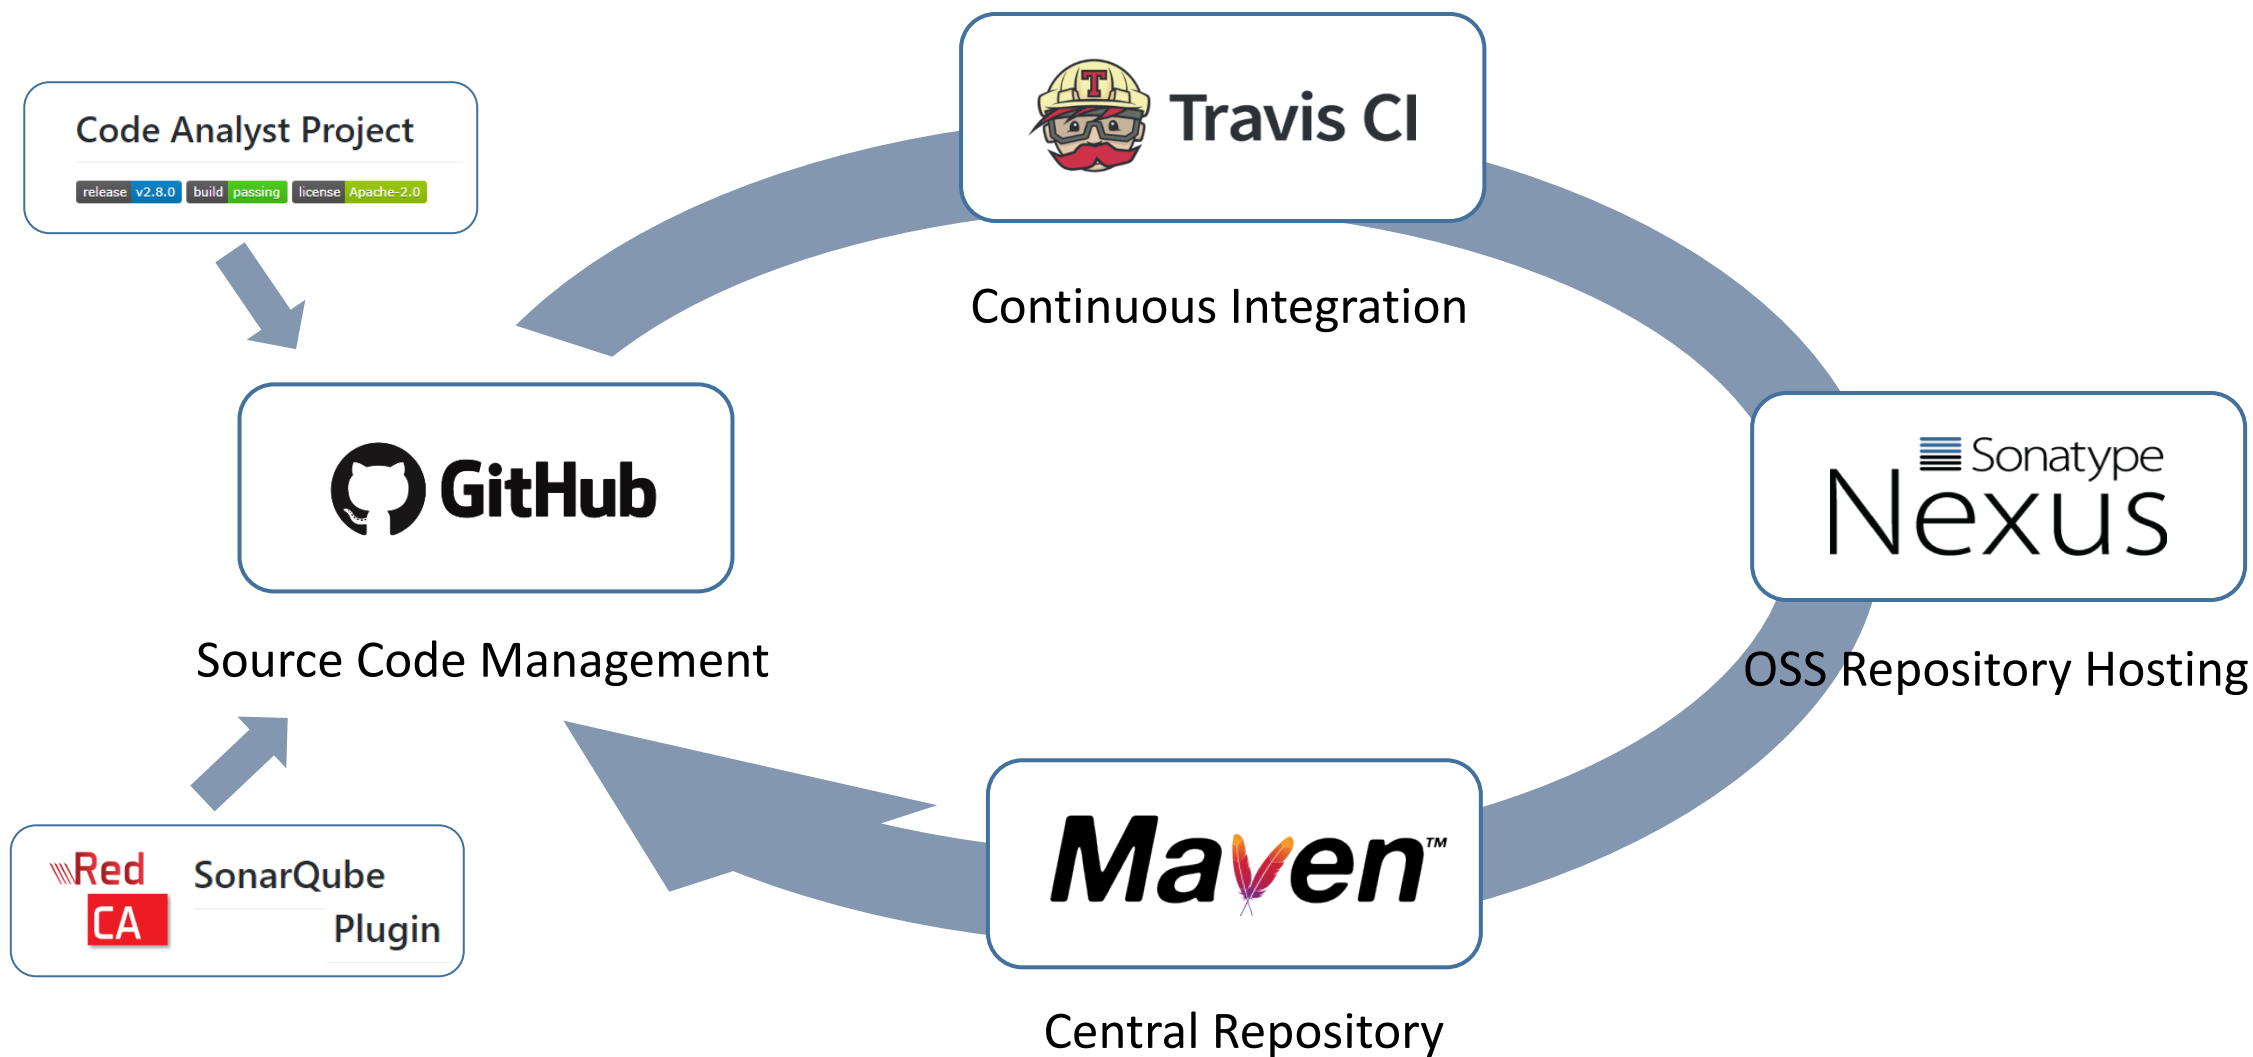 Travis CI
T
Continuous Integration
Code Analyst Project
release v2.8.0 build passing license Apache-2.0
GitHub
Source Code Management
Sonatype
Nexus
OSS Repository Hosting
Red
CA
SonarQube
Plugin
Maven™
Central Repository